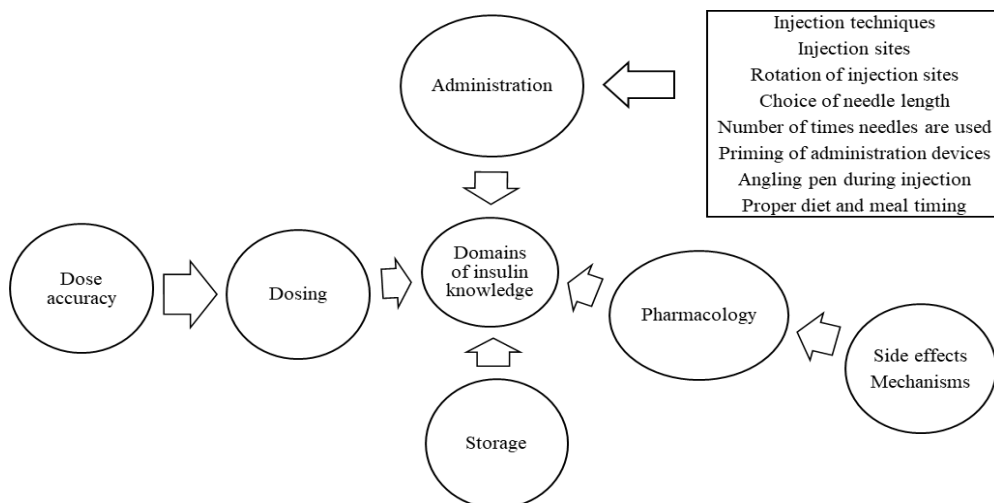 Injection techniques
Injection sites
Rotation of injection sites
Choice of needle length
Number of times needles are used
Priming of administration devices
Angling pen during injection
Proper diet and meal timing
Administration
Dose
accuracy
Dosing
Domains
of insulin
knowledge
Pharmacology
Side effects
Mechanisms
Storage